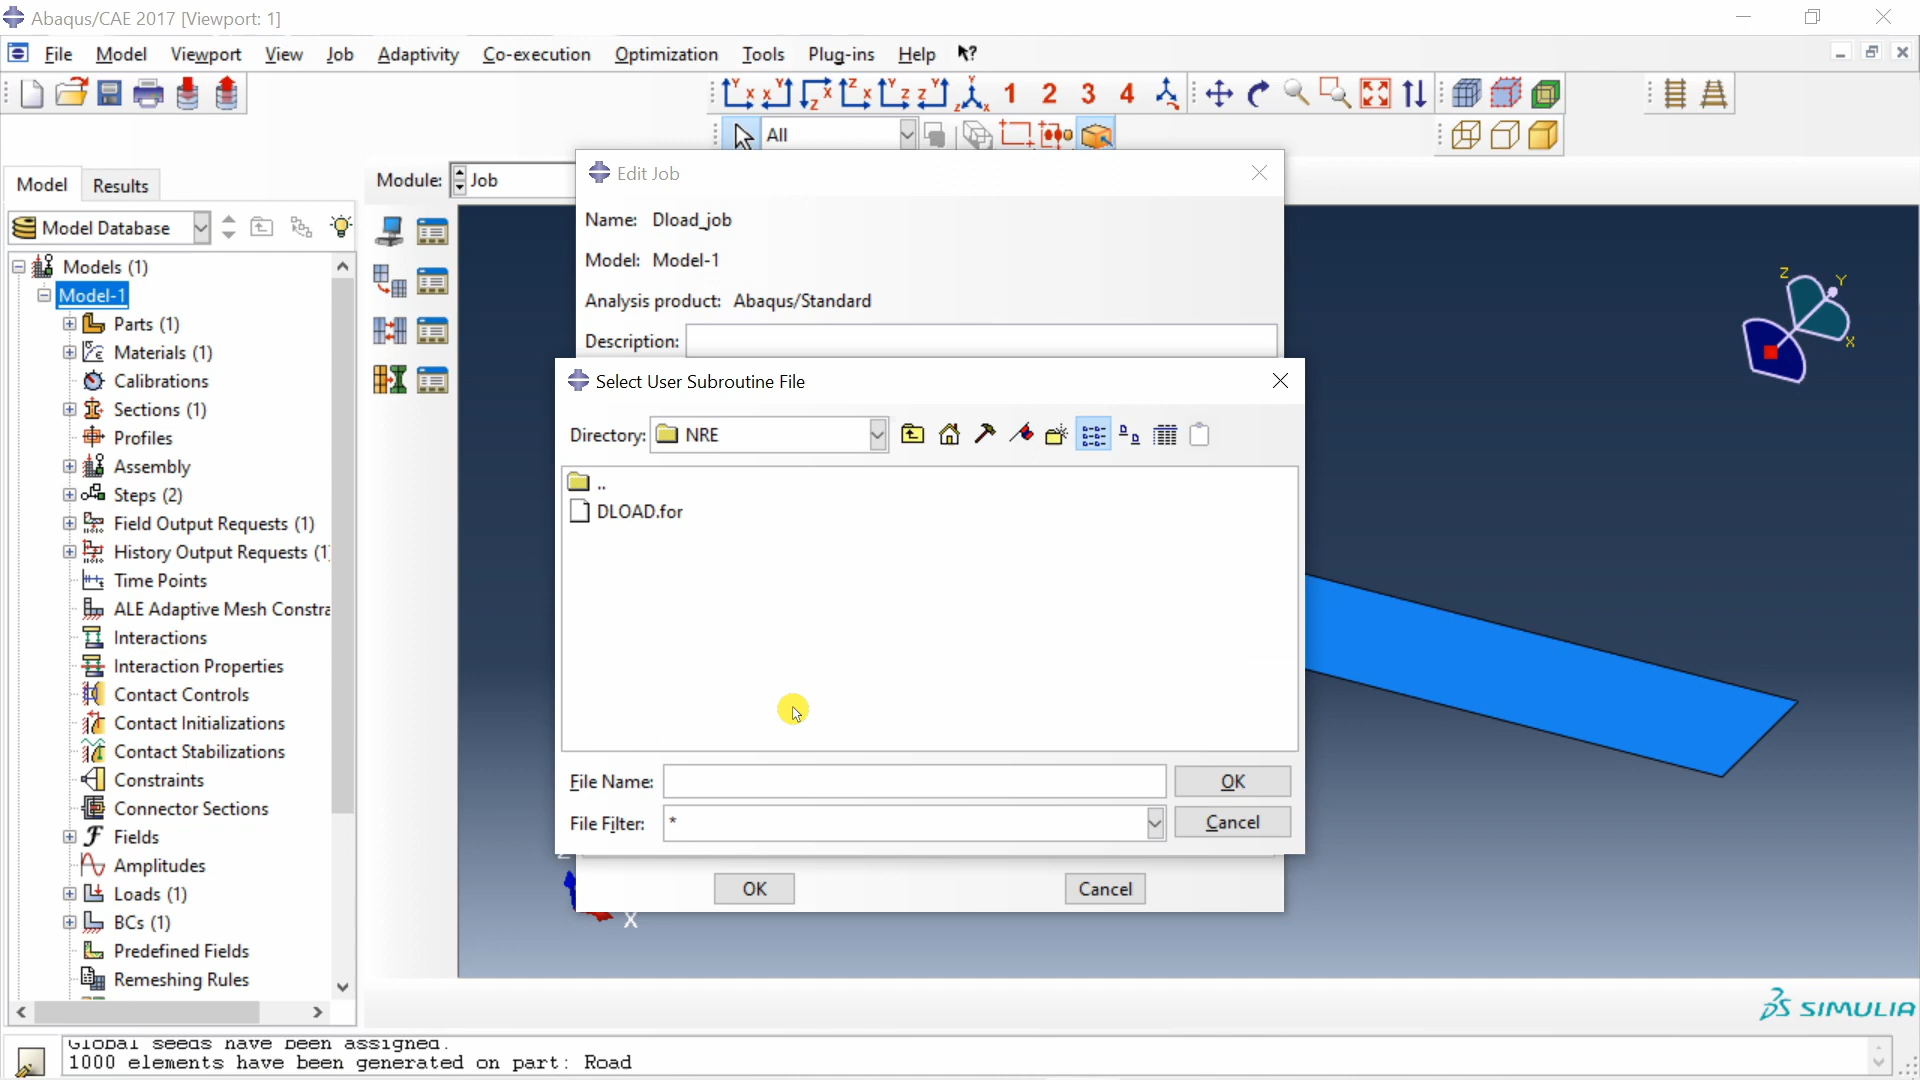 Abaqus/CAE 2017 [Viewport: 1]
File Model Viewport View Job Adaptivity Co-execution Optimization Tools Plug-ins Help
1 2 3 4
All
Model Results
Module: Job
Model Database
Models (1)
Model-1
Parts (1)
Materials (1)
Calibrations
Sections (1)
Profiles
Assembly
Steps (2)
Field Output Requests (1)
History Output Requests (1
Time Points
ALE Adaptive Mesh Constra
Interactions
Interaction Properties
Contact Controls
Contact Initializations
Contact Stabilizations
Constraints
Connector Sections
Fields
Amplitudes
Loads (1)
BCs (1)
Predefined Fields
Remeshing Rules
Edit Job
Name: Dload_job
Model: Model-1
Analysis product: Abaqus/Standard
Description:
Select User Subroutine File
Directory: NRE
..
DLOAD.for
File Name:
OK
File Filter: *
Cancel
OK Cancel
Z
Y
X
X
SIMULIA
Global seeds have been assigned.
1000 elements have been generated on part: Road